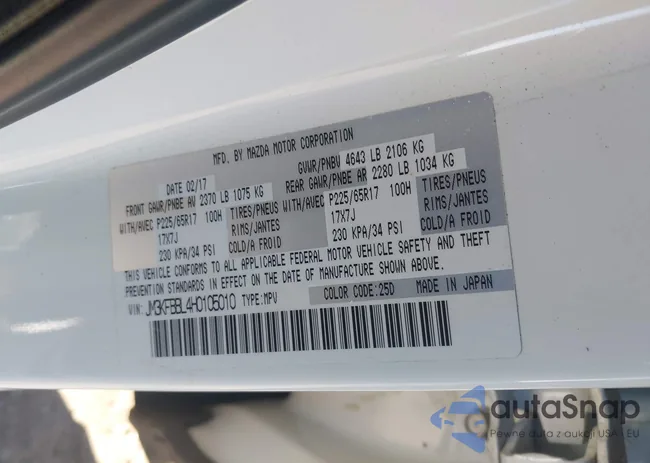 MFD. BY MAZDA MOTOR CORPORATION
DATE 02/17 GVWR/PNBV 4643 LB 2106 KG
FRONT GAWR/PNBE AV 2370 LB 1075 KG REAR GAWR/PNBE AR 2280 LB 1034 KG
WITH/AVEC P225/65R17 100H TIRES/PNEUS WITH/AVEC P225/65R17 100H TIRES/PNEUS
17X7J RIMS/JANTES 17X7J RIMS/JANTES
230 KPA/34 PSI COLD/A FROID 230 KPA/34 PSI COLD/A FROID
THIS VEHICLE CONFORMS TO ALL APPLICABLE FEDERAL MOTOR VEHICLE SAFETY AND THEFT
PREVENTION STANDARDS IN EFFECT ON THE DATE OF MANUFACTURE SHOWN ABOVE.
VIN: JM3KFBBL4H0105010 TYPE:MPV COLOR CODE:25D MADE IN JAPAN
autaSnap
Pewne auta z aukcji USA i EU